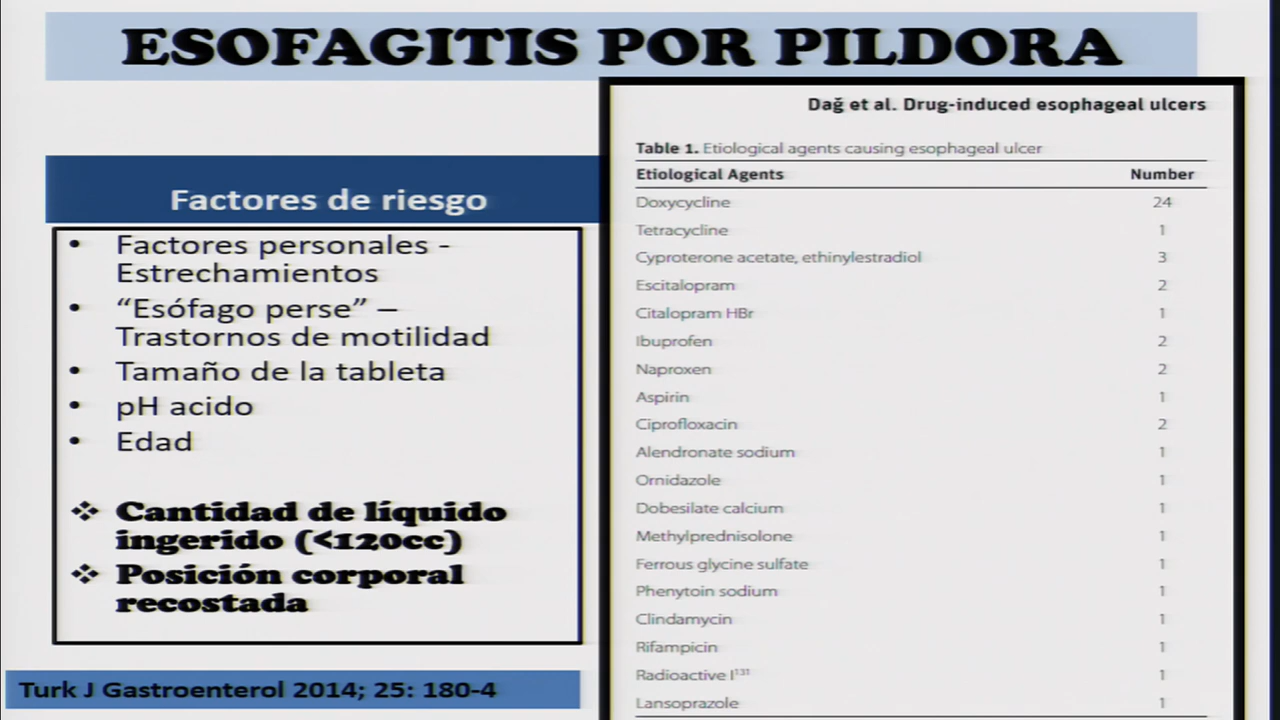 ESOFAGITIS POR PILDORA
Factores de riesgo
• Factores personales -
Estrechamientos
• “Esófago perse” –
Trastornos de motilidad
• Tamaño de la tableta
• pH acido
• Edad
❖ Cantidad de líquido
ingerido (<120cc)
❖ Posición corporal
recostada
Turk J Gastroenterol 2014; 25: 180-4
Dağ et al. Drug-induced esophageal ulcers
Table 1. Etiological agents causing esophageal ulcer
Etiological Agents Number
Doxycycline 24
Tetracycline 1
Cyproterone acetate, ethinylestradiol 3
Escitalopram 2
Citalopram HBr 1
Ibuprofen 2
Naproxen 2
Aspirin 1
Ciprofloxacin 2
Alendronate sodium 1
Ornidazole 1
Dobesilate calcium 1
Methylprednisolone 1
Ferrous glycine sulfate 1
Phenytoin sodium 1
Clindamycin 1
Rifampicin 1
Radioactive I¹³¹ 1
Lansoprazole 1